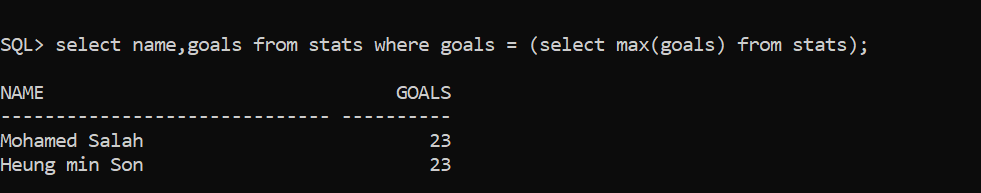 SQL> select name,goals from stats where goals = (select max(goals) from stats);
NAME                                GOALS
------------------------------ ----------
Mohamed Salah                          23
Heung min Son                          23